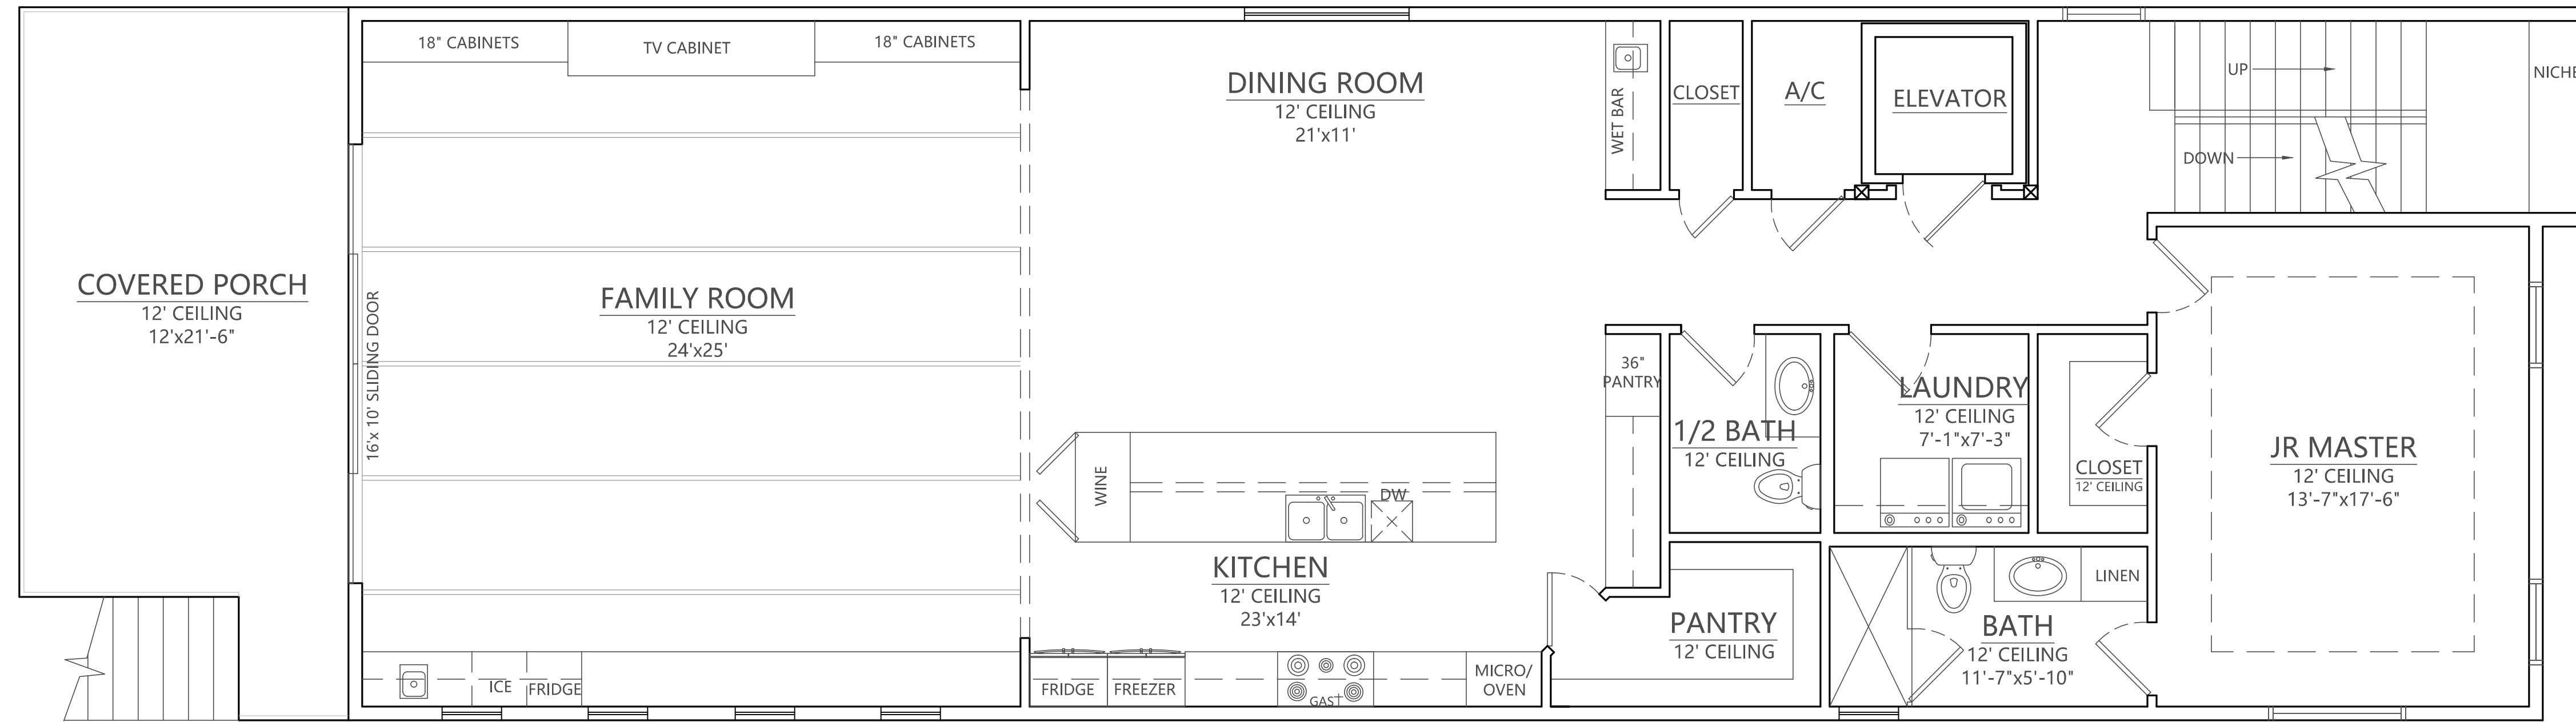 COVERED PORCH
12' CEILING
12'x21'-6"
18" CABINETS
TV CABINET
18" CABINETS
16'x 10' SLIDING DOOR
FAMILY ROOM
12' CEILING
24'x25'
ICE
FRIDGE
DINING ROOM
12' CEILING
21'x11'
WINE
DW
KITCHEN
12' CEILING
23'x14'
FRIDGE
FREEZER
GAS
MICRO/
OVEN
WET BAR
CLOSET
A/C
ELEVATOR
UP
DOWN
NICHE
36"
PANTRY
1/2 BATH
12' CEILING
LAUNDRY
12' CEILING
7'-1"x7'-3"
CLOSET
12' CEILING
PANTRY
12' CEILING
LINEN
BATH
12' CEILING
11'-7"x5'-10"
JR MASTER
12' CEILING
13'-7"x17'-6"